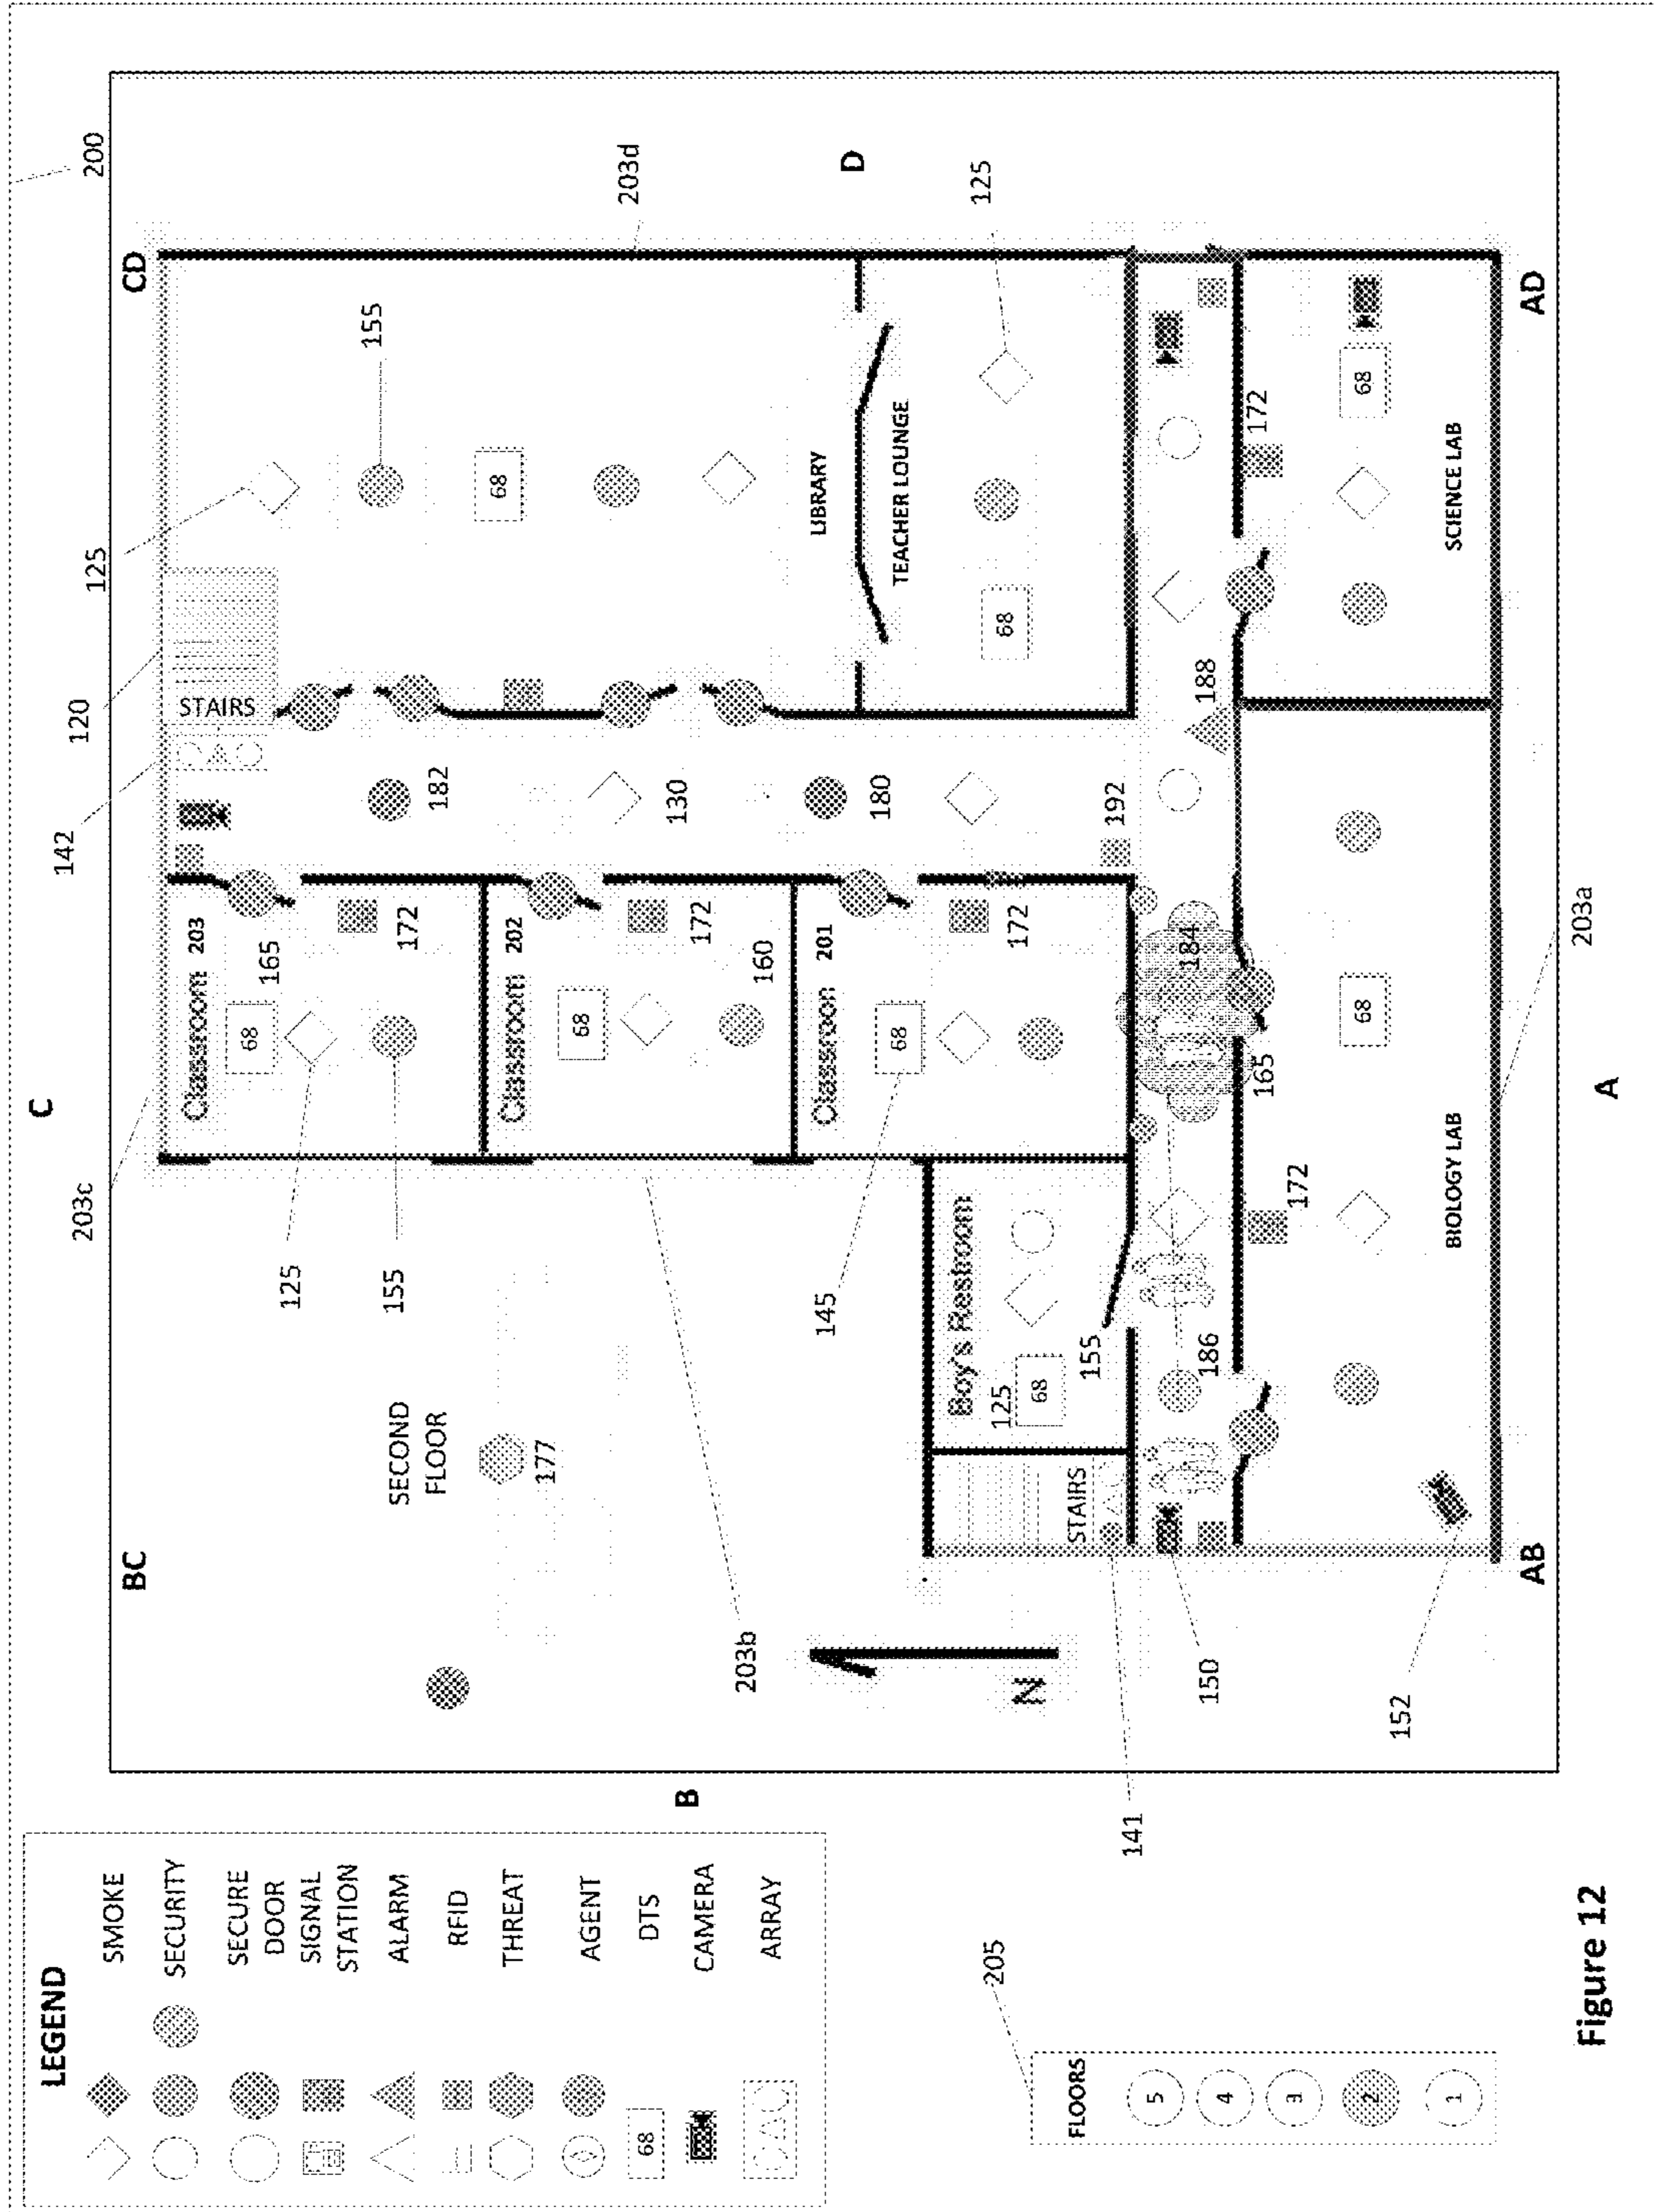 200
C
BC
CD
203c
142
120
125
STAIRS
Classroom 203
165
68
172
125
155
Classroom 202
68
172
160
Classroon 201
68
172
145
182
130
180
192
125
155
68
LIBRARY
TEACHER LOUNGE
68
125
203d
D
SECOND
FLOOR
177
203b
N
B
Boy's Restroom
125
68
155
STAIRS
141
150
186
184
165
188
172
172
68
BIOLOGY LAB
68
SCIENCE LAB
152
AB
A
203a
AD
LEGEND
SMOKE
SECURITY
SECURE
DOOR
SIGNAL
STATION
ALARM
RFID
THREAT
AGENT
68
DTS
CAMERA
ARRAY
205
FLOORS
5
4
3
2
1
Figure 12